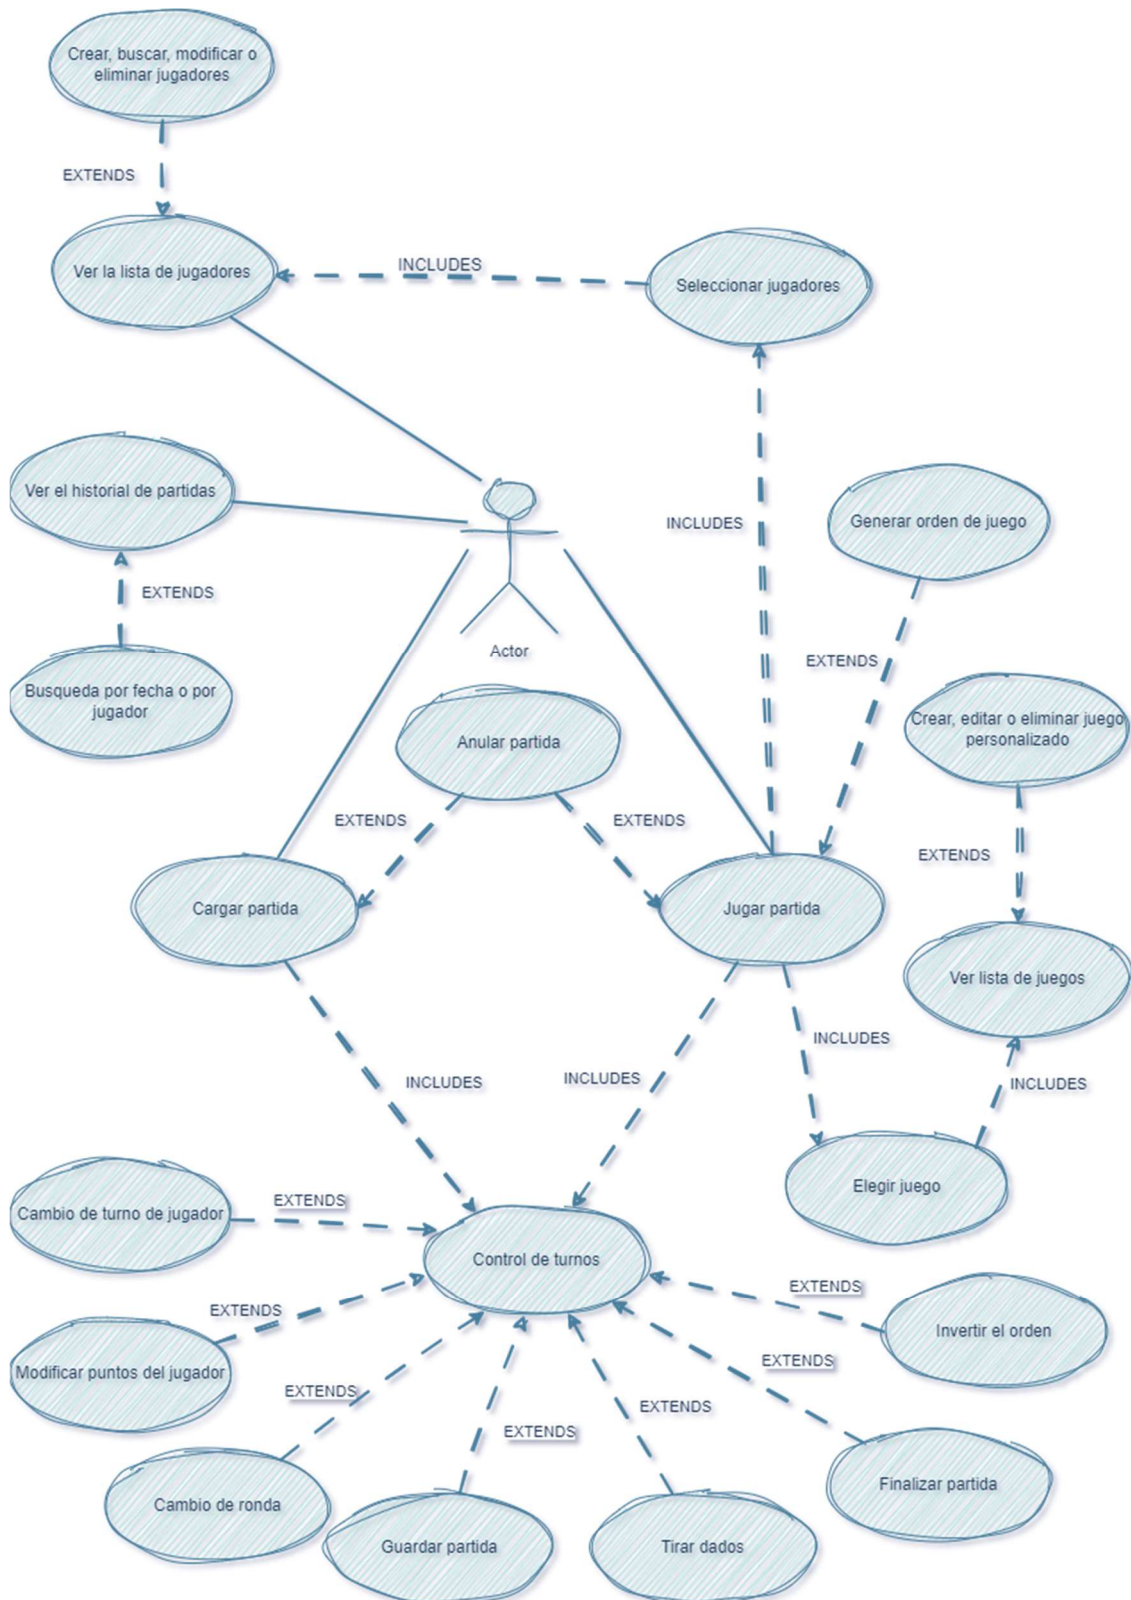 Crear, buscar, modificar o
eliminar jugadores
EXTENDS
Ver la lista de jugadores
INCLUDES
Seleccionar jugadores
Ver el historial de partidas
INCLUDES
Generar orden de juego
EXTENDS
Actor
EXTENDS
Busqueda por fecha o por
jugador
Crear, editar o eliminar juego
personalizado
Anular partida
EXTENDS
EXTENDS
EXTENDS
Cargar partida
Jugar partida
Ver lista de juegos
INCLUDES
INCLUDES
INCLUDES
INCLUDES
Elegir juego
Cambio de turno de jugador
EXTENDS
Control de turnos
EXTENDS
EXTENDS
Invertir el orden
Modificar puntos del jugador
EXTENDS
EXTENDS
EXTENDS
EXTENDS
Finalizar partida
Cambio de ronda
Guardar partida
Tirar dados